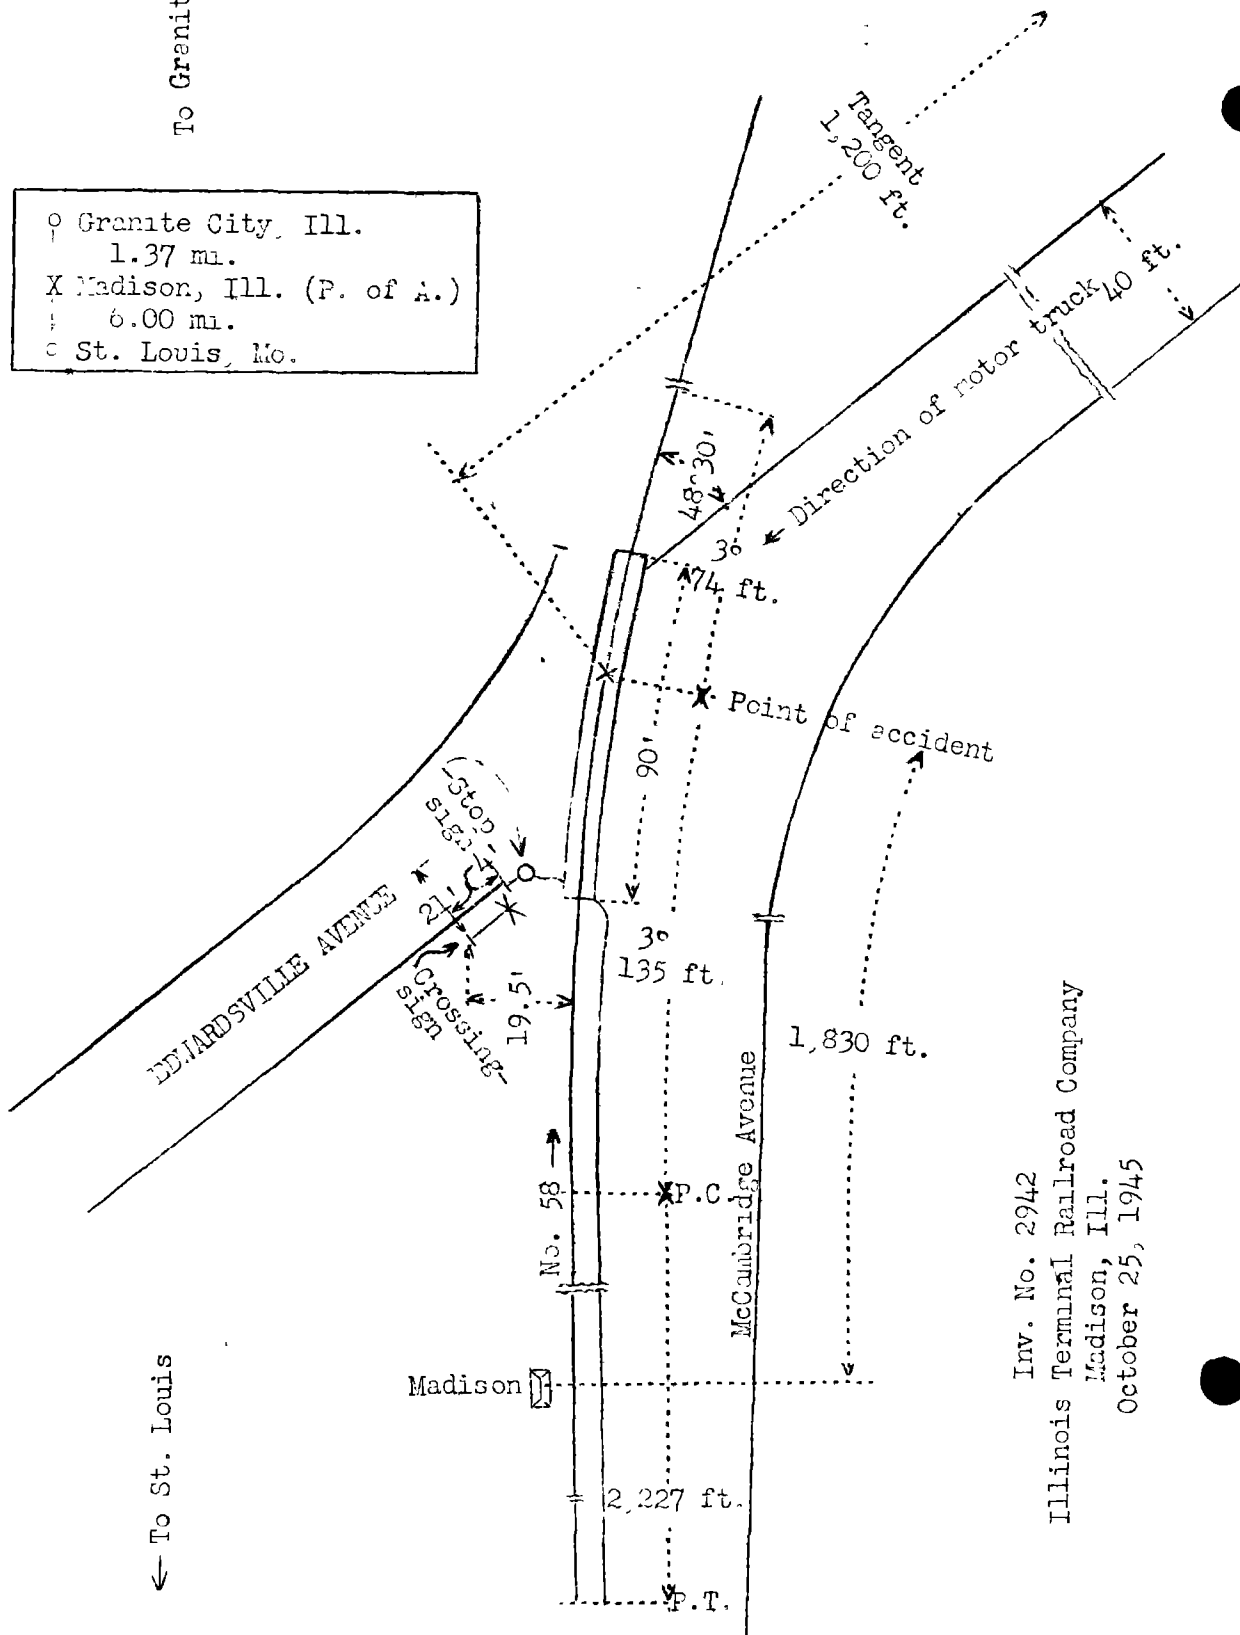 To Granit
Granite City, Ill.
1.37 mi.
X Madison, Ill. (P. of A.)
6.00 mi.
St. Louis, Mo.
Tangent
1,200 ft.
40 ft.
← Direction of motor truck
48°30'
3°
74 ft.
Point of accident
90'
Stop
sign
4'
21'
EDWARDSVILLE AVENUE
Crossing-
sign
19.5'
3°
135 ft.
1,830 ft.
McCambridge Avenue
No. 58 →
P.C.
Madison
2,227 ft.
P.T.
← To St. Louis
Inv. No. 2942
Illinois Terminal Railroad Company
Madison, Ill.
October 25, 1945